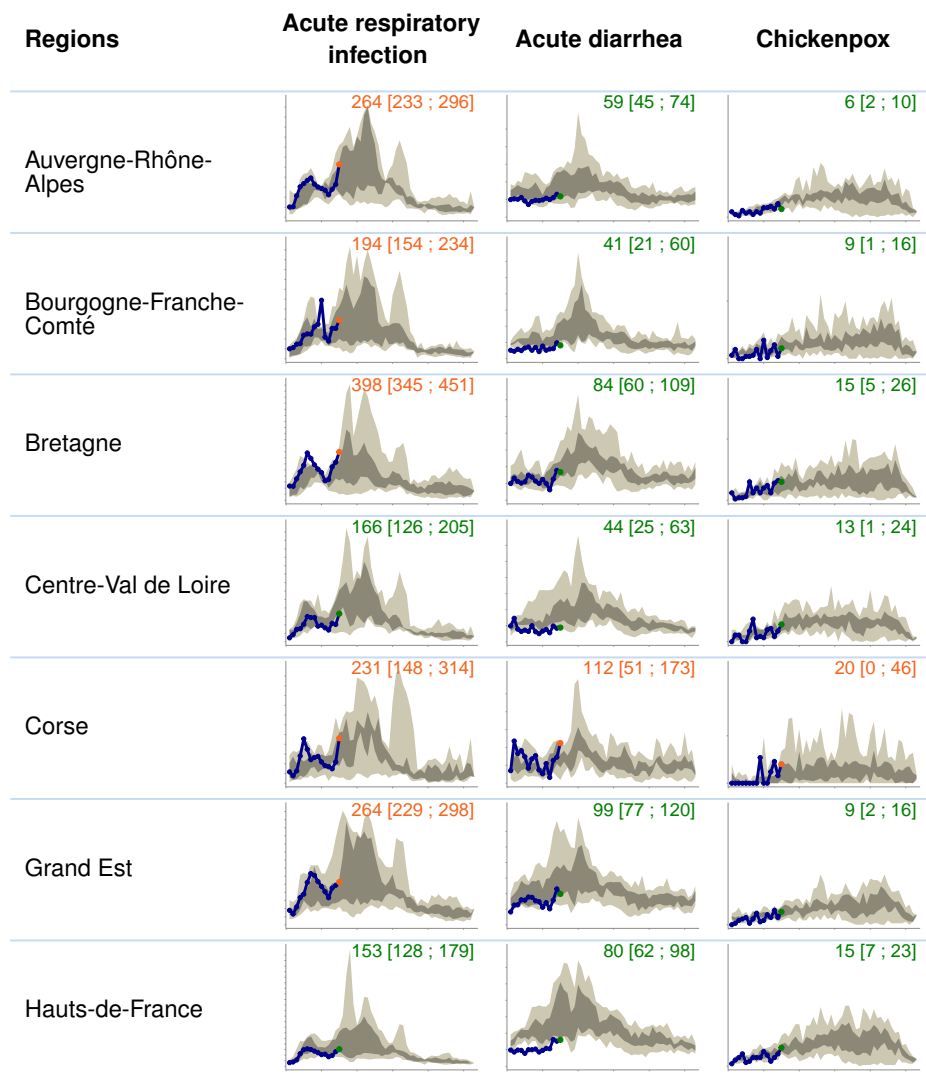 Regions
Acute respiratory
infection
Acute diarrhea
Chickenpox
Auvergne-Rhône-
Alpes
264 [233 ; 296]
59 [45 ; 74]
6 [2 ; 10]
Bourgogne-Franche-
Comté
194 [154 ; 234]
41 [21 ; 60]
9 [1 ; 16]
Bretagne
398 [345 ; 451]
84 [60 ; 109]
15 [5 ; 26]
Centre-Val de Loire
166 [126 ; 205]
44 [25 ; 63]
13 [1 ; 24]
Corse
231 [148 ; 314]
112 [51 ; 173]
20 [0 ; 46]
Grand Est
264 [229 ; 298]
99 [77 ; 120]
9 [2 ; 16]
Hauts-de-France
153 [128 ; 179]
80 [62 ; 98]
15 [7 ; 23]